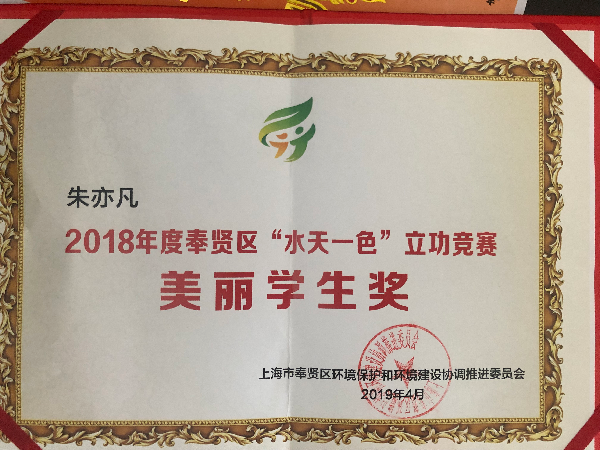 朱亦凡
2018年度奉贤区“水天一色”立功竞赛
美丽学生奖
上海市奉贤区环境保护和环境建设协调推进委员会
2019年4月